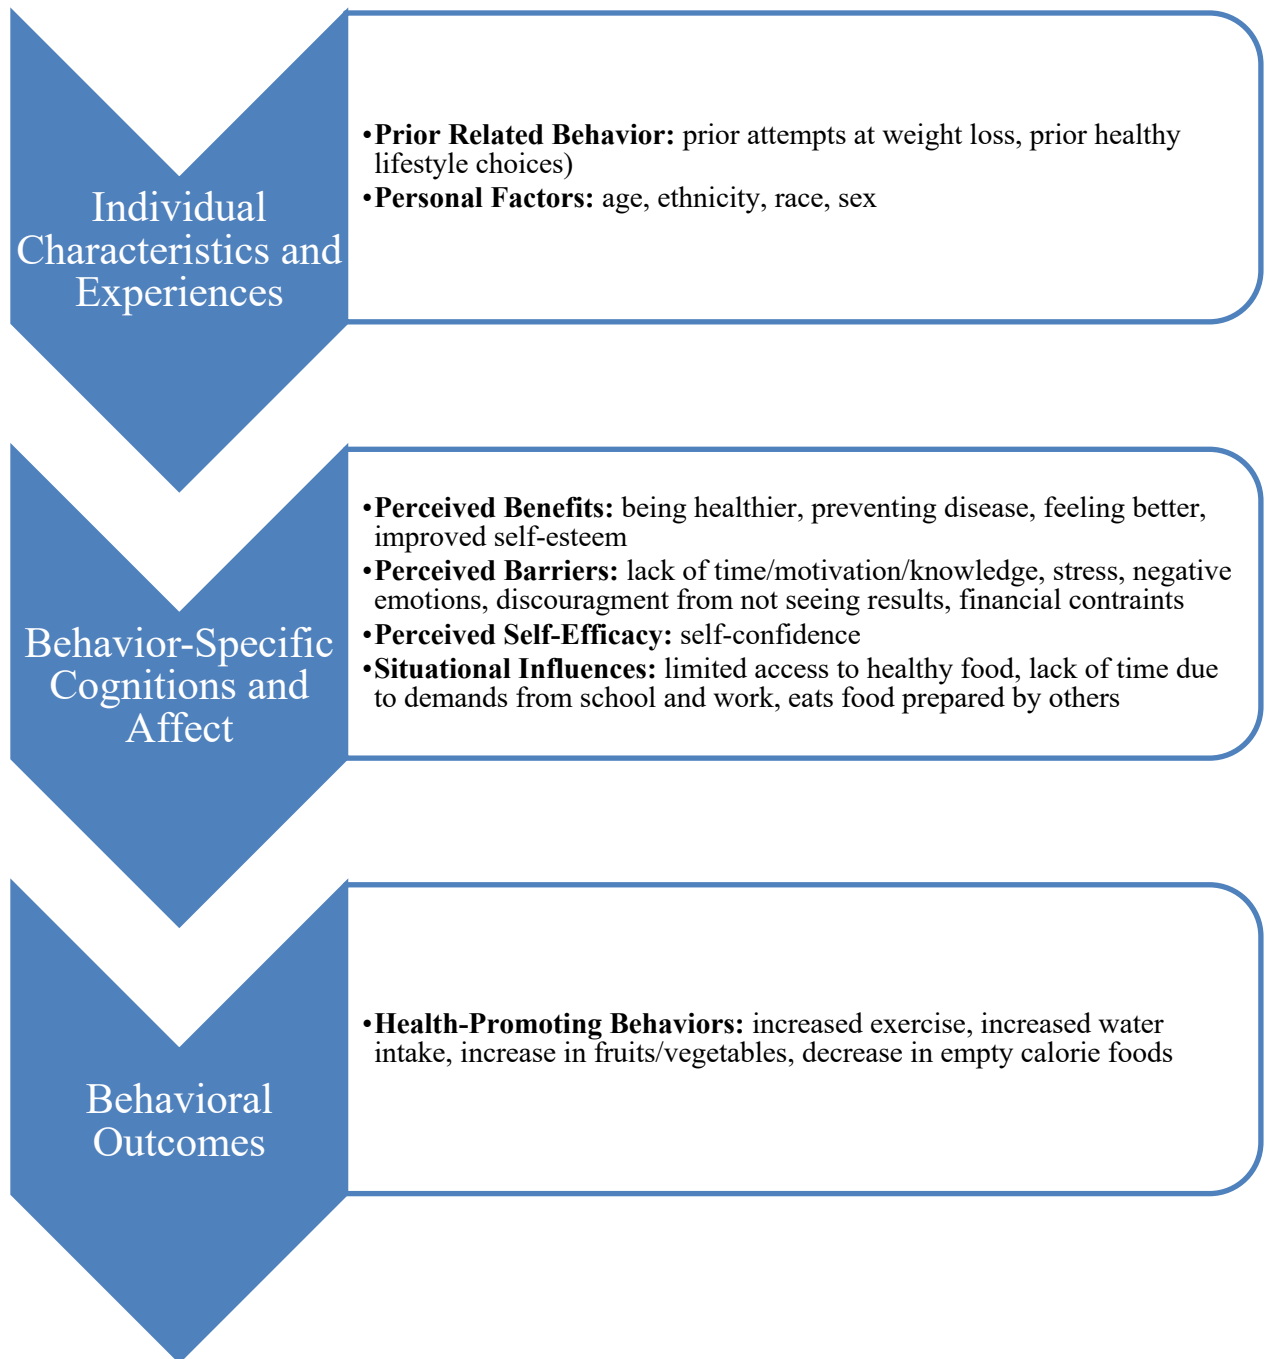 Individual
Characteristics and
Experiences
•Prior Related Behavior: prior attempts at weight loss, prior healthy
lifestyle choices)
•Personal Factors: age, ethnicity, race, sex
Behavior-Specific
Cognitions and
Affect
•Perceived Benefits: being healthier, preventing disease, feeling better,
improved self-esteem
•Perceived Barriers: lack of time/motivation/knowledge, stress, negative
emotions, discouragment from not seeing results, financial contraints
•Perceived Self-Efficacy: self-confidence
•Situational Influences: limited access to healthy food, lack of time due
to demands from school and work, eats food prepared by others
Behavioral
Outcomes
•Health-Promoting Behaviors: increased exercise, increased water
intake, increase in fruits/vegetables, decrease in empty calorie foods